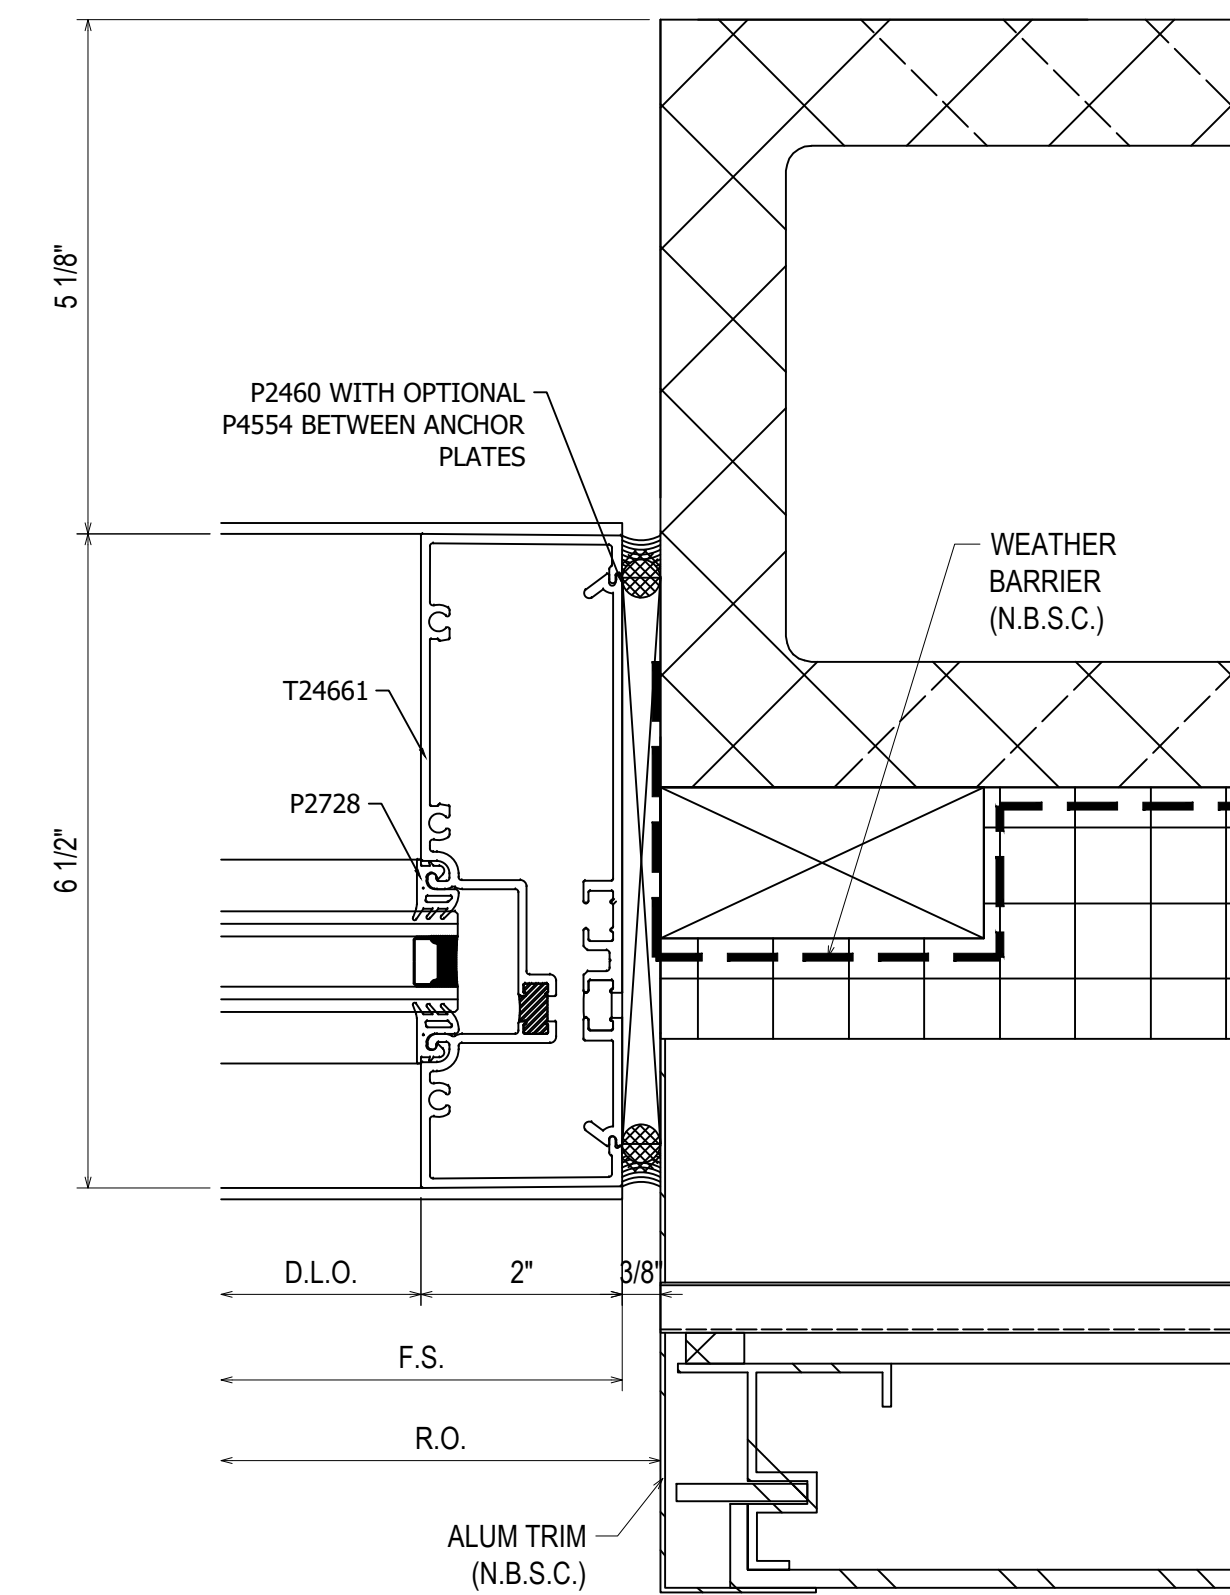 5 1/8"
P2460 WITH OPTIONAL
P4554 BETWEEN ANCHOR
PLATES
WEATHER
BARRIER
(N.B.S.C.)
T24661
P2728
6 1/2"
D.L.O.
2"
3/8"
F.S.
R.O.
ALUM TRIM
(N.B.S.C.)